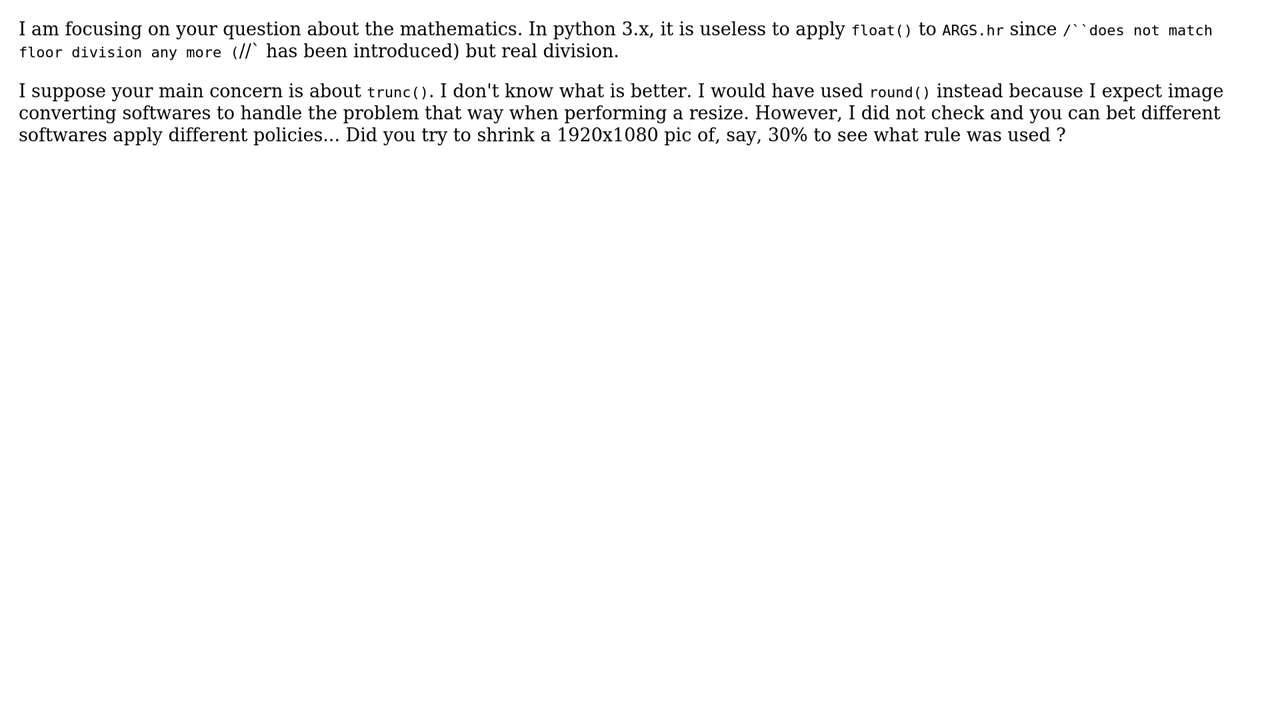 I am focusing on your question about the mathematics. In python 3.x, it is useless to apply float() to ARGS.hr since /``does not match
floor division any more (//` has been introduced) but real division.
I suppose your main concern is about trunc(). I don't know what is better. I would have used round() instead because I expect image
converting softwares to handle the problem that way when performing a resize. However, I did not check and you can bet different
softwares apply different policies... Did you try to shrink a 1920x1080 pic of, say, 30% to see what rule was used ?